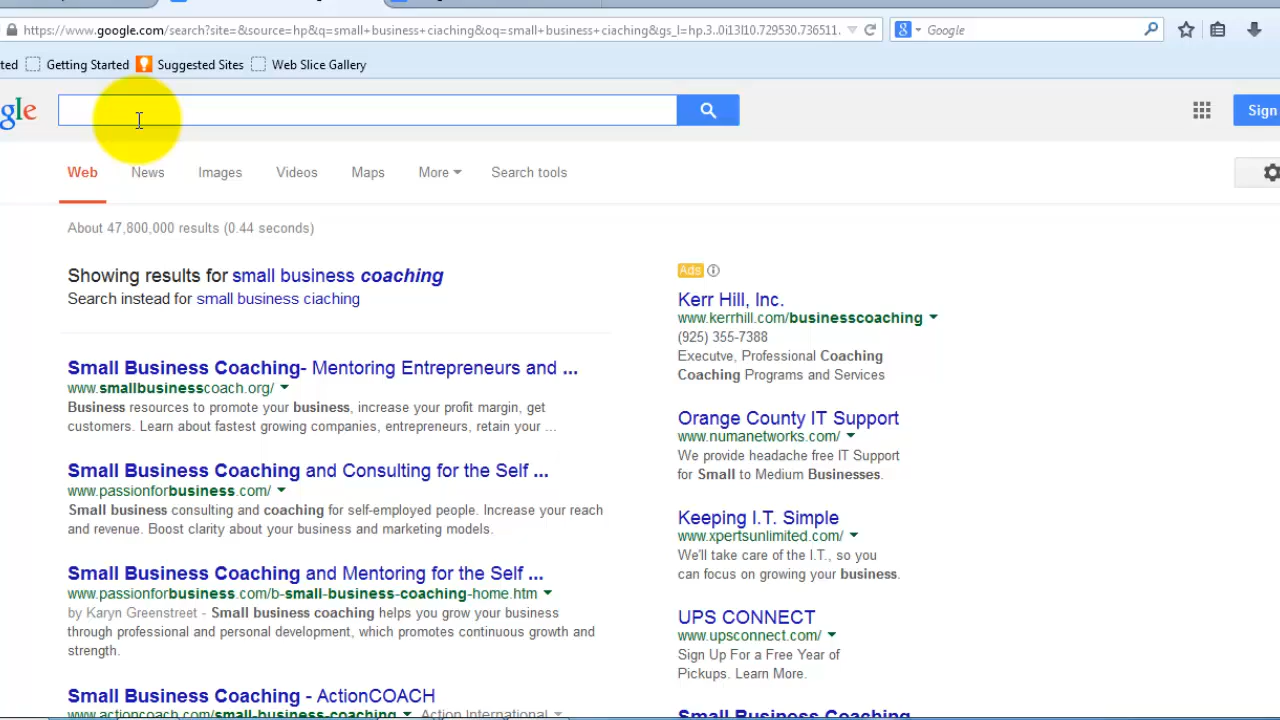 https://www.google.com/search?site=&source=hp&q=small+business+ciaching&oq=small+business+ciaching&gs_l=hp.3..0i13l10.729530.736511.
Google
ted Getting Started Suggested Sites Web Slice Gallery
gle
Sign
Web News Images Videos Maps More Search tools
About 47,800,000 results (0.44 seconds)
Showing results for small business coaching
Search instead for small business ciaching
Small Business Coaching- Mentoring Entrepreneurs and ...
www.smallbusinesscoach.org/
Business resources to promote your business, increase your profit margin, get
customers. Learn about fastest growing companies, entrepreneurs, retain your ...
Small Business Coaching and Consulting for the Self ...
www.passionforbusiness.com/
Small business consulting and coaching for self-employed people. Increase your reach
and revenue. Boost clarity about your business and marketing models.
Small Business Coaching and Mentoring for the Self ...
www.passionforbusiness.com/b-small-business-coaching-home.htm
by Karyn Greenstreet - Small business coaching helps you grow your business
through professional and personal development, which promotes continuous growth and
strength.
Small Business Coaching - ActionCOACH
www.actioncoach.com/small-business-coaching Action International
Ads
Kerr Hill, Inc.
www.kerrhill.com/businesscoaching
(925) 355-7388
Executve, Professional Coaching
Coaching Programs and Services
Orange County IT Support
www.numanetworks.com/
We provide headache free IT Support
for Small to Medium Businesses.
Keeping I.T. Simple
www.xpertsunlimited.com/
We'll take care of the I.T., so you
can focus on growing your business.
UPS CONNECT
www.upsconnect.com/
Sign Up For a Free Year of
Pickups. Learn More.
Small Business Coaching